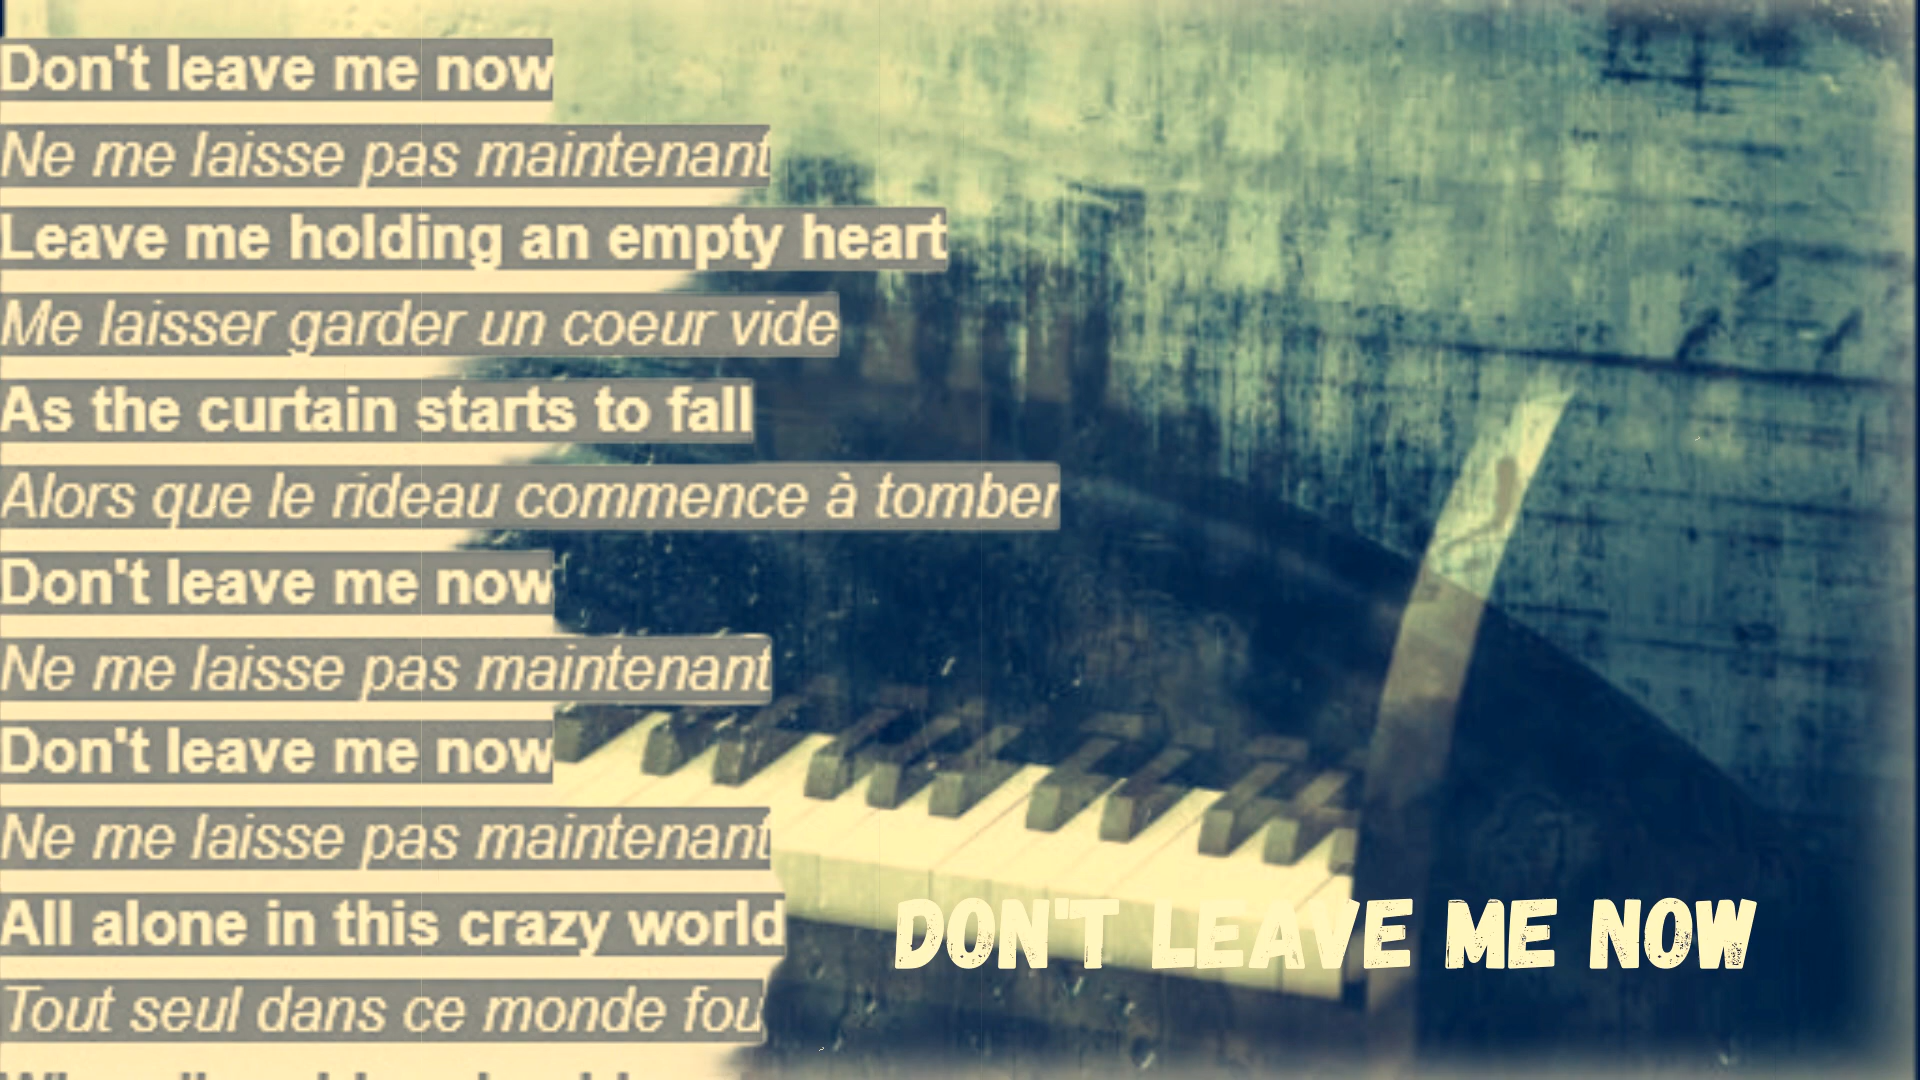 Don't leave me now
Ne me laisse pas maintenant
Leave me holding an empty heart
Me laisser garder un coeur vide
As the curtain starts to fall
Alors que le rideau commence à tomber
Don't leave me now
Ne me laisse pas maintenant
Don't leave me now
Ne me laisse pas maintenant
All alone in this crazy world
Tout seul dans ce monde fou
DON'T LEAVE ME NOW